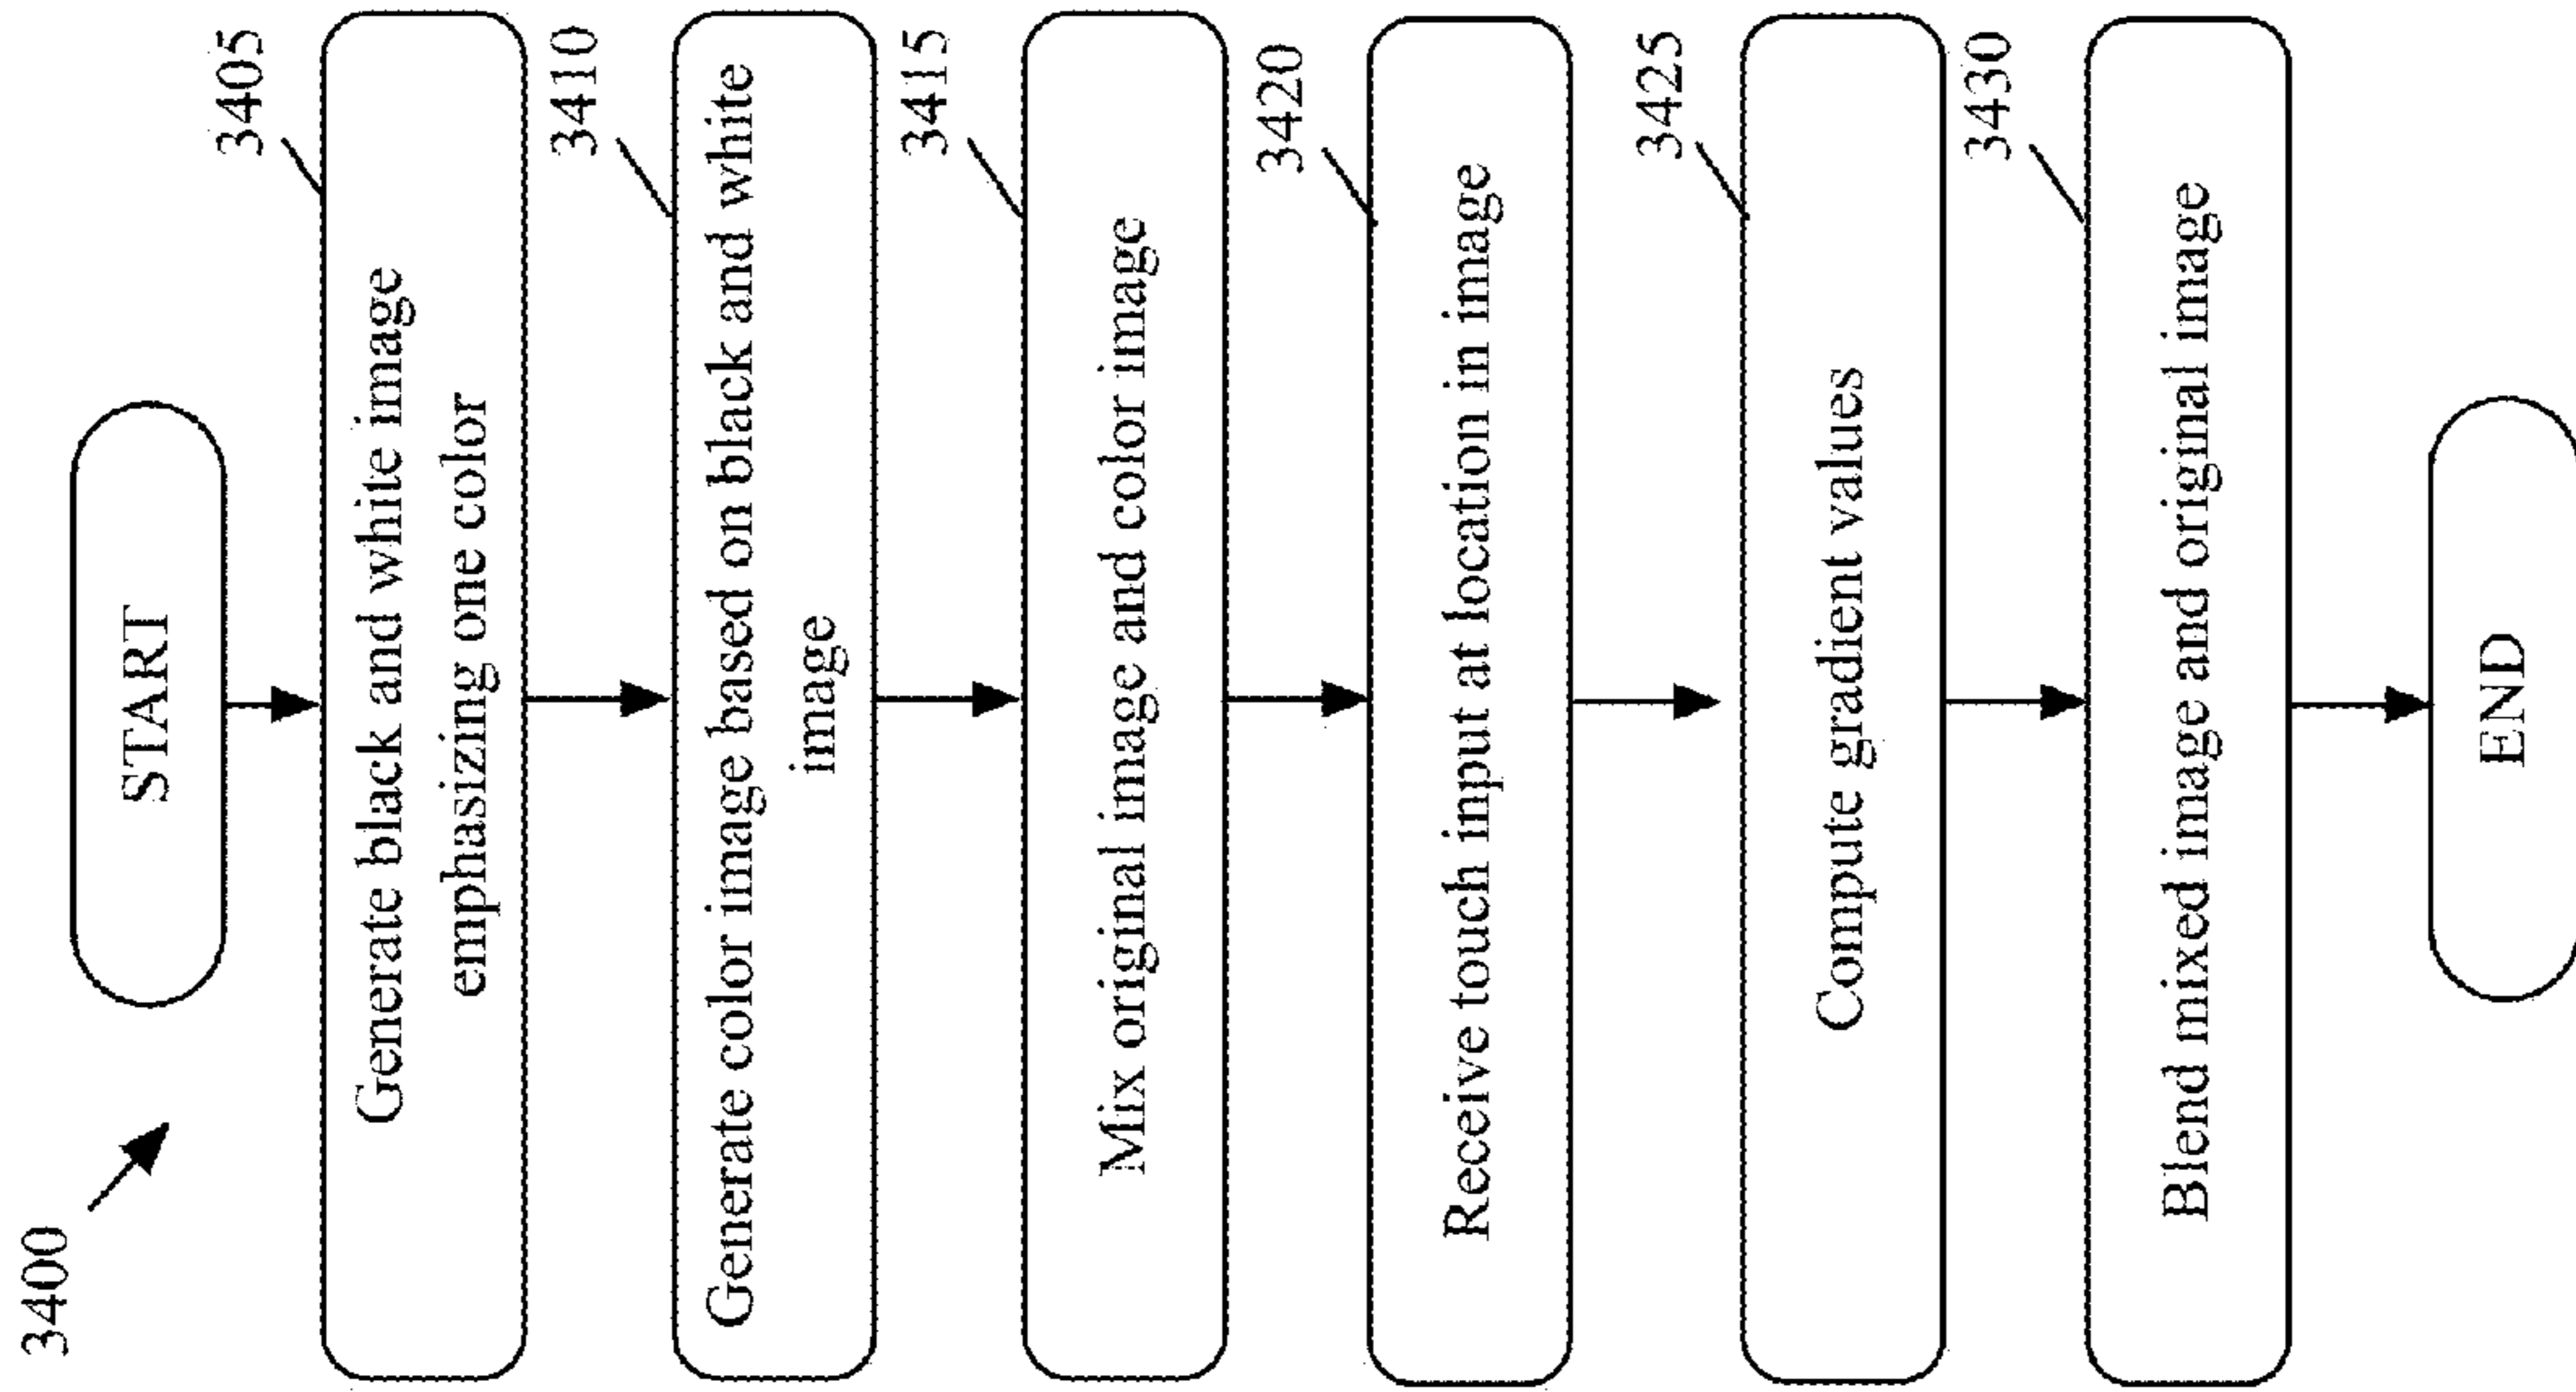 3400
START
3405
Generate black and white image
emphasizing one color
3410
Generate color image based on black and white
image
3415
Mix original image and color image
3420
Receive touch input at location in image
3425
Compute gradient values
3430
Blend mixed image and original image
END